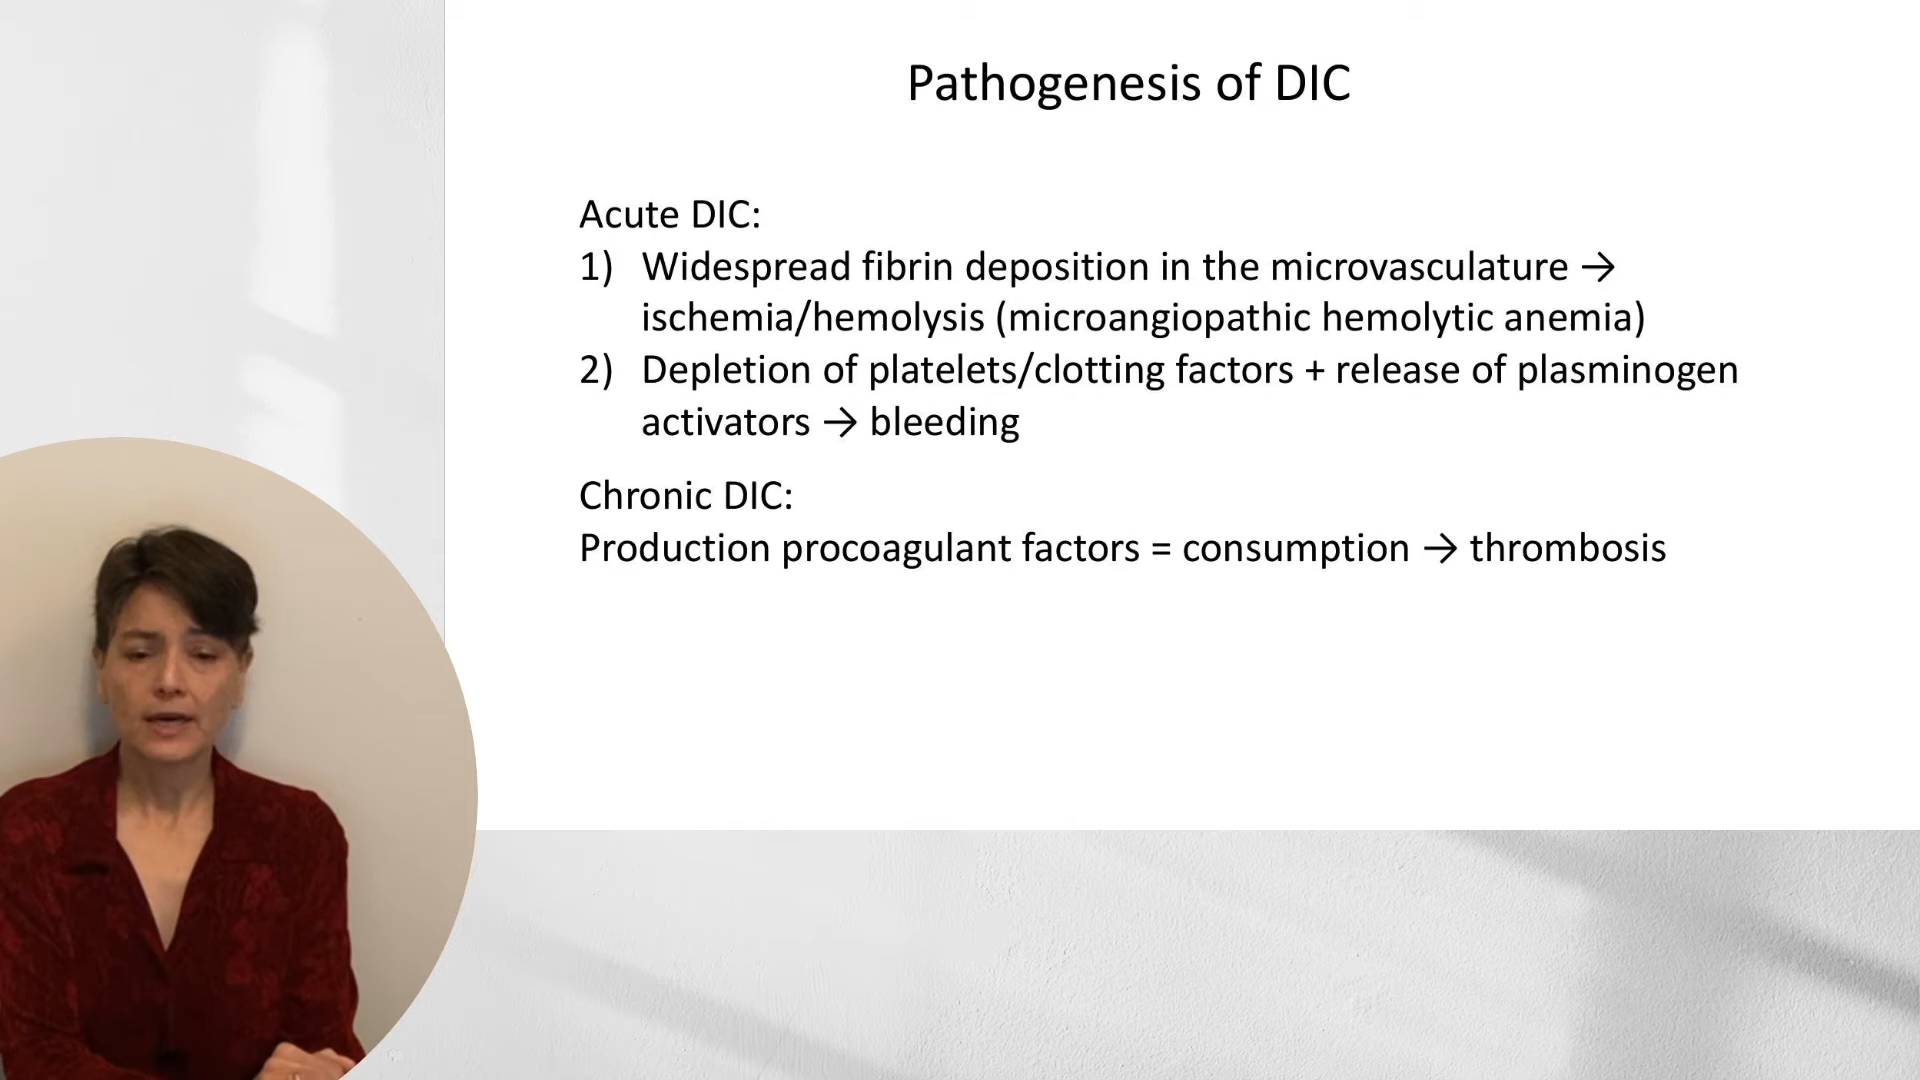 Pathogenesis of DIC
Acute DIC:
1) Widespread fibrin deposition in the microvasculature →
ischemia/hemolysis (microangiopathic hemolytic anemia)
2) Depletion of platelets/clotting factors + release of plasminogen
activators → bleeding
Chronic DIC:
Production procoagulant factors = consumption → thrombosis